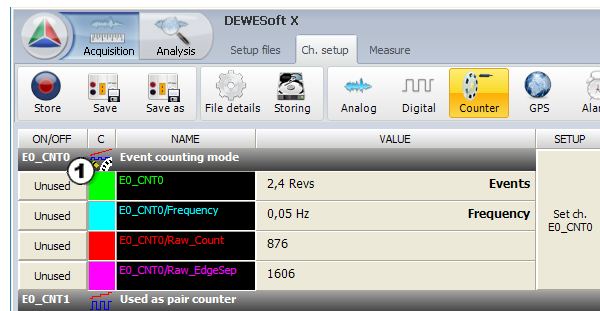 DEWESoft X
Acquisition Analysis Setup files Ch. setup Measure
Store Save Save as File details Storing Analog Digital Counter GPS
ON/OFF C NAME VALUE SETUP
E0_CNT0 Event counting mode
1
Unused E0_CNT0 2,4 Revs Events
Unused E0_CNT0/Frequency 0,05 Hz Frequency
Set ch.
E0_CNT0
Unused E0_CNT0/Raw_Count 876
Unused E0_CNT0/Raw_EdgeSep 1606
E0_CNT1 Used as pair counter